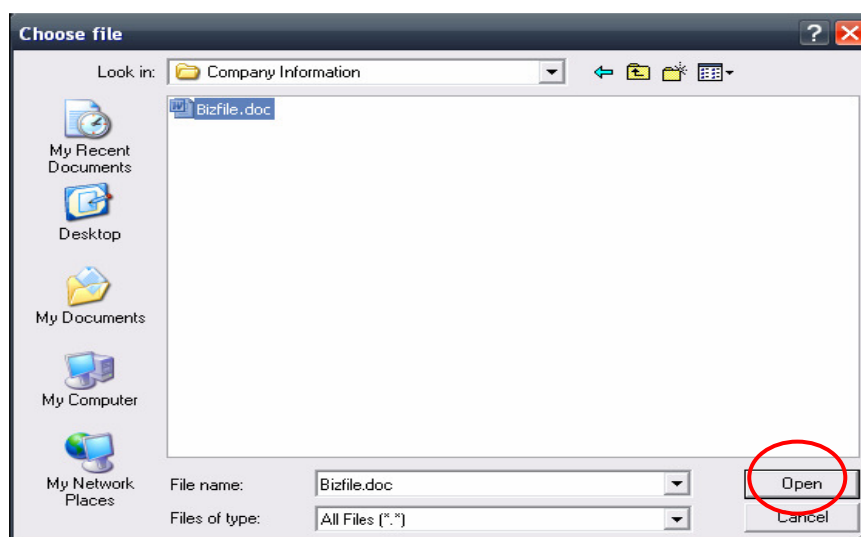 Choose file
Look in: Company Information
Bizfile.doc
My Recent
Documents
Desktop
My Documents
My Computer
My Network
Places
File name: Bizfile.doc Open
Files of type: All Files (*.*) Cancel